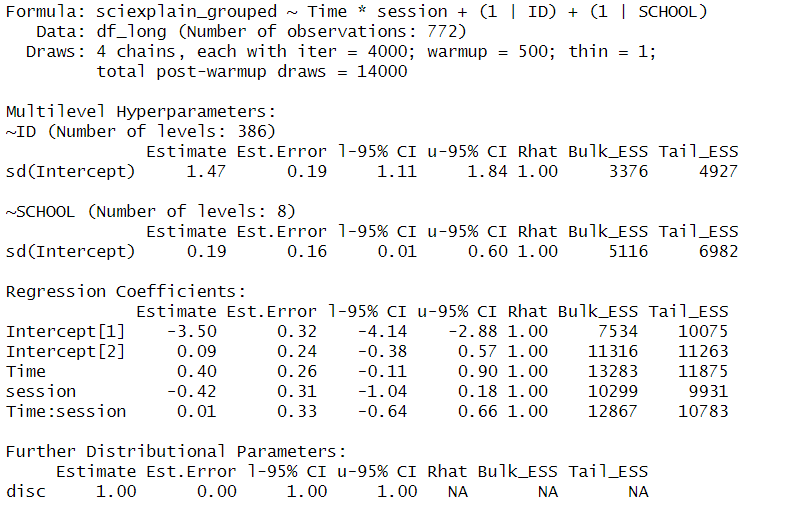 Formula: sciexplain_grouped ~ Time * session + (1 | ID) + (1 | SCHOOL)
Data: df_long (Number of observations: 772)
Draws: 4 chains, each with iter = 4000; warmup = 500; thin = 1;
total post-warmup draws = 14000
Multilevel Hyperparameters:
~ID (Number of levels: 386)
Estimate Est.Error l-95% CI u-95% CI Rhat Bulk_ESS Tail_ESS
sd(Intercept) 1.47 0.19 1.11 1.84 1.00 3376 4927
~SCHOOL (Number of levels: 8)
Estimate Est.Error l-95% CI u-95% CI Rhat Bulk_ESS Tail_ESS
sd(Intercept) 0.19 0.16 0.01 0.60 1.00 5116 6982
Regression Coefficients:
Estimate Est.Error l-95% CI u-95% CI Rhat Bulk_ESS Tail_ESS
Intercept[1] -3.50 0.32 -4.14 -2.88 1.00 7534 10075
Intercept[2] 0.09 0.24 -0.38 0.57 1.00 11316 11263
Time 0.40 0.26 -0.11 0.90 1.00 13283 11875
session -0.42 0.31 -1.04 0.18 1.00 10299 9931
Time:session 0.01 0.33 -0.64 0.66 1.00 12867 10783
Further Distributional Parameters:
Estimate Est.Error l-95% CI u-95% CI Rhat Bulk_ESS Tail_ESS
disc 1.00 0.00 1.00 1.00 NA NA NA